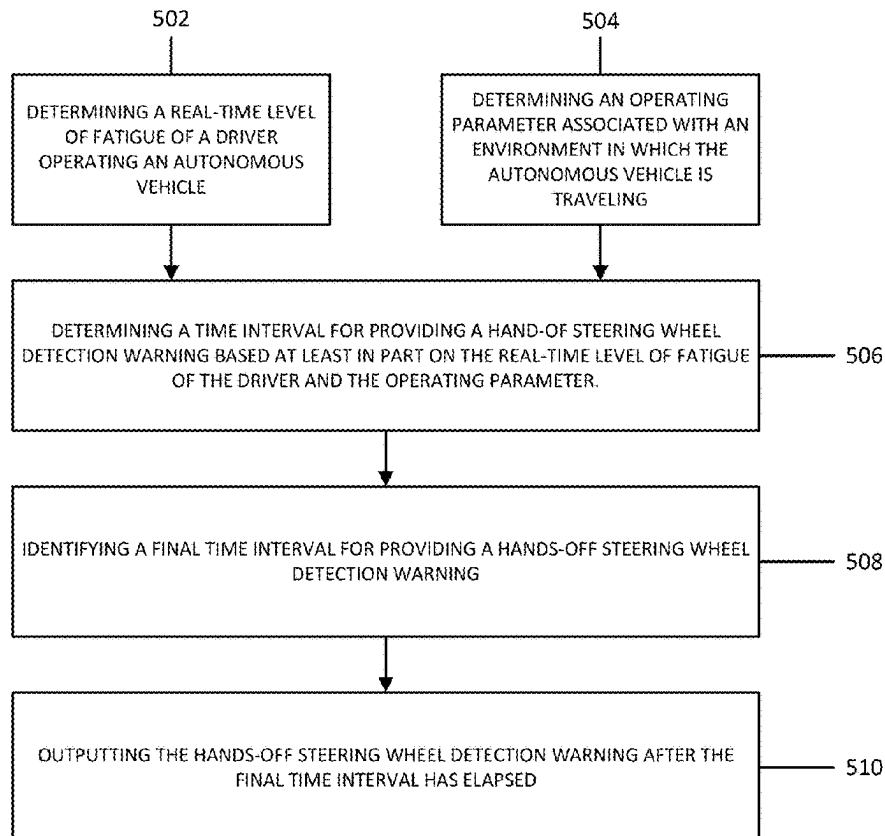 502
504
DETERMINING A REAL-TIME LEVEL
OF FATIGUE OF A DRIVER
OPERATING AN AUTONOMOUS
VEHICLE
DETERMINING AN OPERATING
PARAMETER ASSOCIATED WITH AN
ENVIRONMENT IN WHICH THE
AUTONOMOUS VEHICLE IS
TRAVELING
DETERMINING A TIME INTERVAL FOR PROVIDING A HAND-OF STEERING WHEEL
DETECTION WARNING BASED AT LEAST IN PART ON THE REAL-TIME LEVEL OF FATIGUE
OF THE DRIVER AND THE OPERATING PARAMETER.
506
IDENTIFYING A FINAL TIME INTERVAL FOR PROVIDING A HANDS-OFF STEERING WHEEL
DETECTION WARNING
508
OUTPUTTING THE HANDS-OFF STEERING WHEEL DETECTION WARNING AFTER THE
FINAL TIME INTERVAL HAS ELAPSED
510